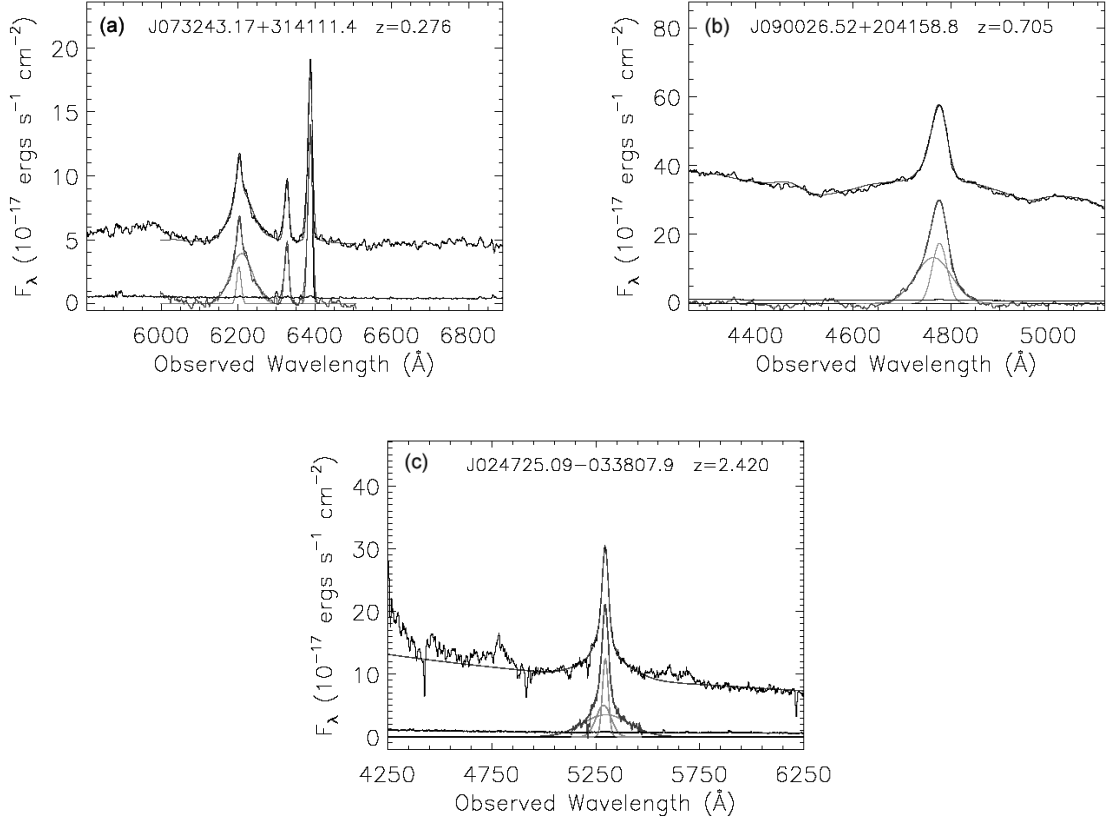 (a) J073243.17+314111.4 z=0.276
20
15
10
5
0
F_λ (10⁻¹⁷ ergs s⁻¹ cm⁻²)
6000 6200 6400 6600 6800
Observed Wavelength (Å)
(b) J090026.52+204158.8 z=0.705
80
60
40
20
0
F_λ (10⁻¹⁷ ergs s⁻¹ cm⁻²)
4400 4600 4800 5000
Observed Wavelength (Å)
(c) J024725.09−033807.9 z=2.420
40
30
20
10
0
F_λ (10⁻¹⁷ ergs s⁻¹ cm⁻²)
4250 4750 5250 5750 6250
Observed Wavelength (Å)